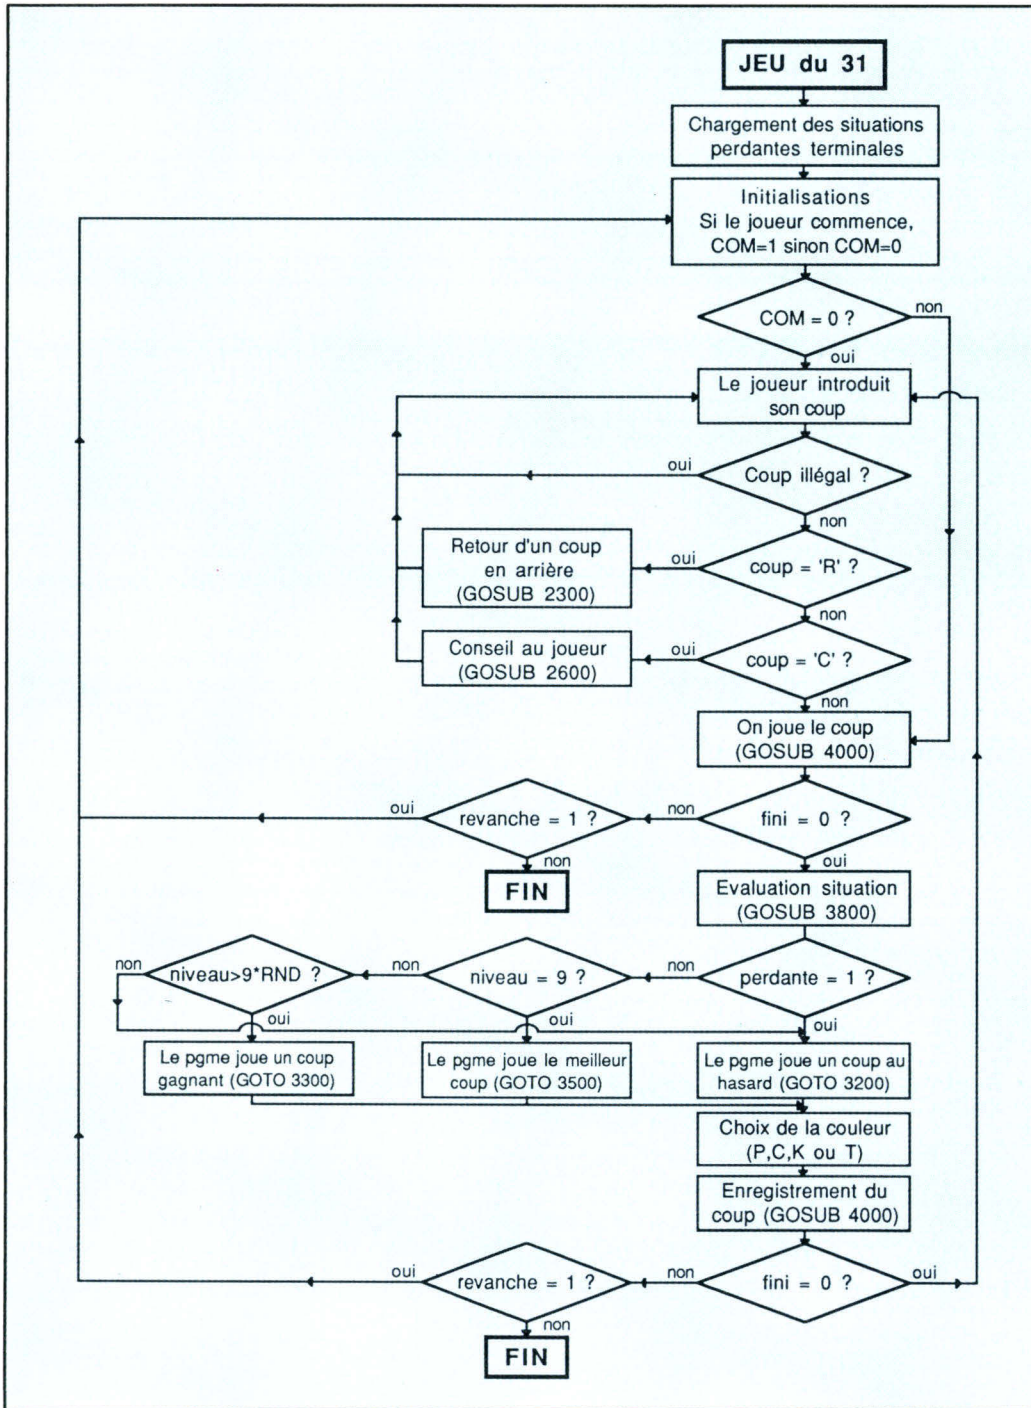 JEU du 31
Chargement des situations
perdantes terminales
Initialisations
Si le joueur commence,
COM=1 sinon COM=0
COM = 0 ?
non
oui
Le joueur introduit
son coup
Coup illégal ?
oui
non
Retour d'un coup
en arrière
(GOSUB 2300)
oui
coup = 'R' ?
non
Conseil au joueur
(GOSUB 2600)
oui
coup = 'C' ?
non
On joue le coup
(GOSUB 4000)
oui
revanche = 1 ?
non
fini = 0 ?
non
oui
FIN
Evaluation situation
(GOSUB 3800)
non
niveau>9*RND ?
non
niveau = 9 ?
non
perdante = 1 ?
oui
oui
oui
Le pgme joue un coup
gagnant (GOTO 3300)
Le pgme joue le meilleur
coup (GOTO 3500)
Le pgme joue un coup au
hasard (GOTO 3200)
Choix de la couleur
(P,C,K ou T)
Enregistrement du
coup (GOSUB 4000)
oui
revanche = 1 ?
non
fini = 0 ?
oui
non
FIN